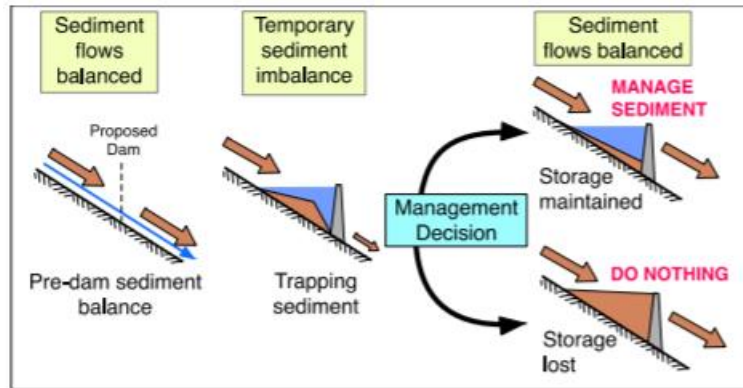 Sediment
flows
balanced
Temporary
sediment
imbalance
Sediment
flows balanced
Proposed
Dam
Pre-dam sediment
balance
Trapping
sediment
Management
Decision
MANAGE
SEDIMENT
Storage
maintained
DO NOTHING
Storage
lost